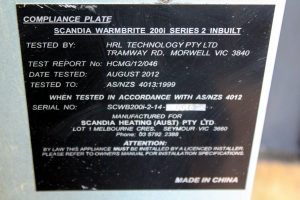 COMPLIANCE PLATE
SCANDIA WARMBRITE 200i SERIES 2 INBUILT
TESTED BY: HRL TECHNOLOGY PTY LTD
TRAMWAY RD, MORWELL VIC 3840
TEST REPORT No: HCMG/12/046
DATE TESTED: AUGUST 2012
TESTED TO: AS/NZS 4013:1999
WHEN TESTED IN ACCORDANCE WITH AS/NZS 4012
SERIAL NO: SCWB200i-2-14-
MANUFACTURED FOR
SCANDIA HEATING (AUST) PTY LTD
LOT 1 MELBOURNE CRES, SEYMOUR VIC 3660
Phone: 03 5792 2388
ATTENTION:
BY LAW THIS APPLIANCE MUST BE INSTALLED BY A LICENCED INSTALLER.
PLEASE REFER TO OWNERS MANUAL FOR INSTALLATION SPECIFICATIONS.
MADE IN CHINA